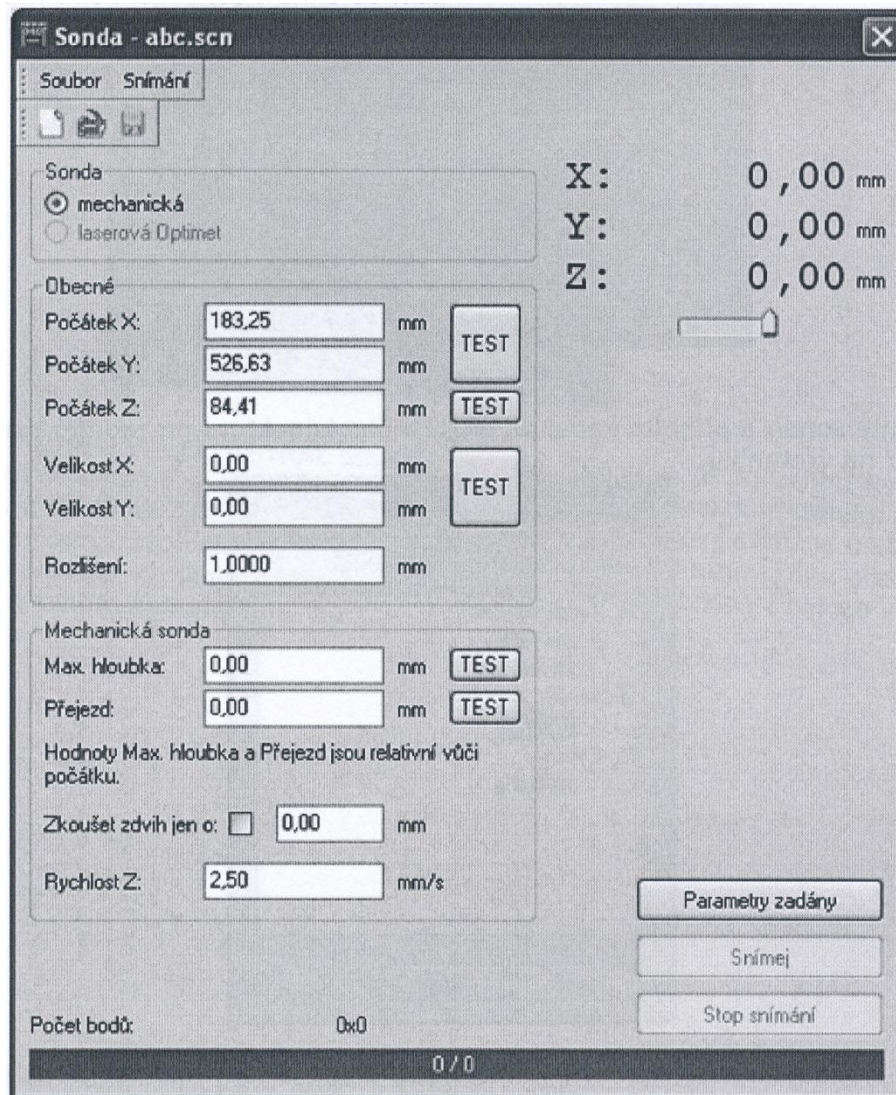 Sonda - abc.scn
Soubor Snímání
Sonda
mechanická
laserová Optimet
X: 0,00 mm
Y: 0,00 mm
Z: 0,00 mm
Obecné
Počátek X: 183,25 mm
TEST
Počátek Y: 526,63 mm
Počátek Z: 84,41 mm TEST
Velikost X: 0,00 mm
TEST
Velikost Y: 0,00 mm
Rozlišení: 1,0000 mm
Mechanická sonda
Max. hloubka: 0,00 mm TEST
Přejezd: 0,00 mm TEST
Hodnoty Max. hloubka a Přejezd jsou relativní vůči
počátku.
Zkoušet zdvih jen o: 0,00 mm
Rychlost Z: 2,50 mm/s
Parametry zadány
Snímej
Stop snímání
Počet bodů: 0x0
0 / 0